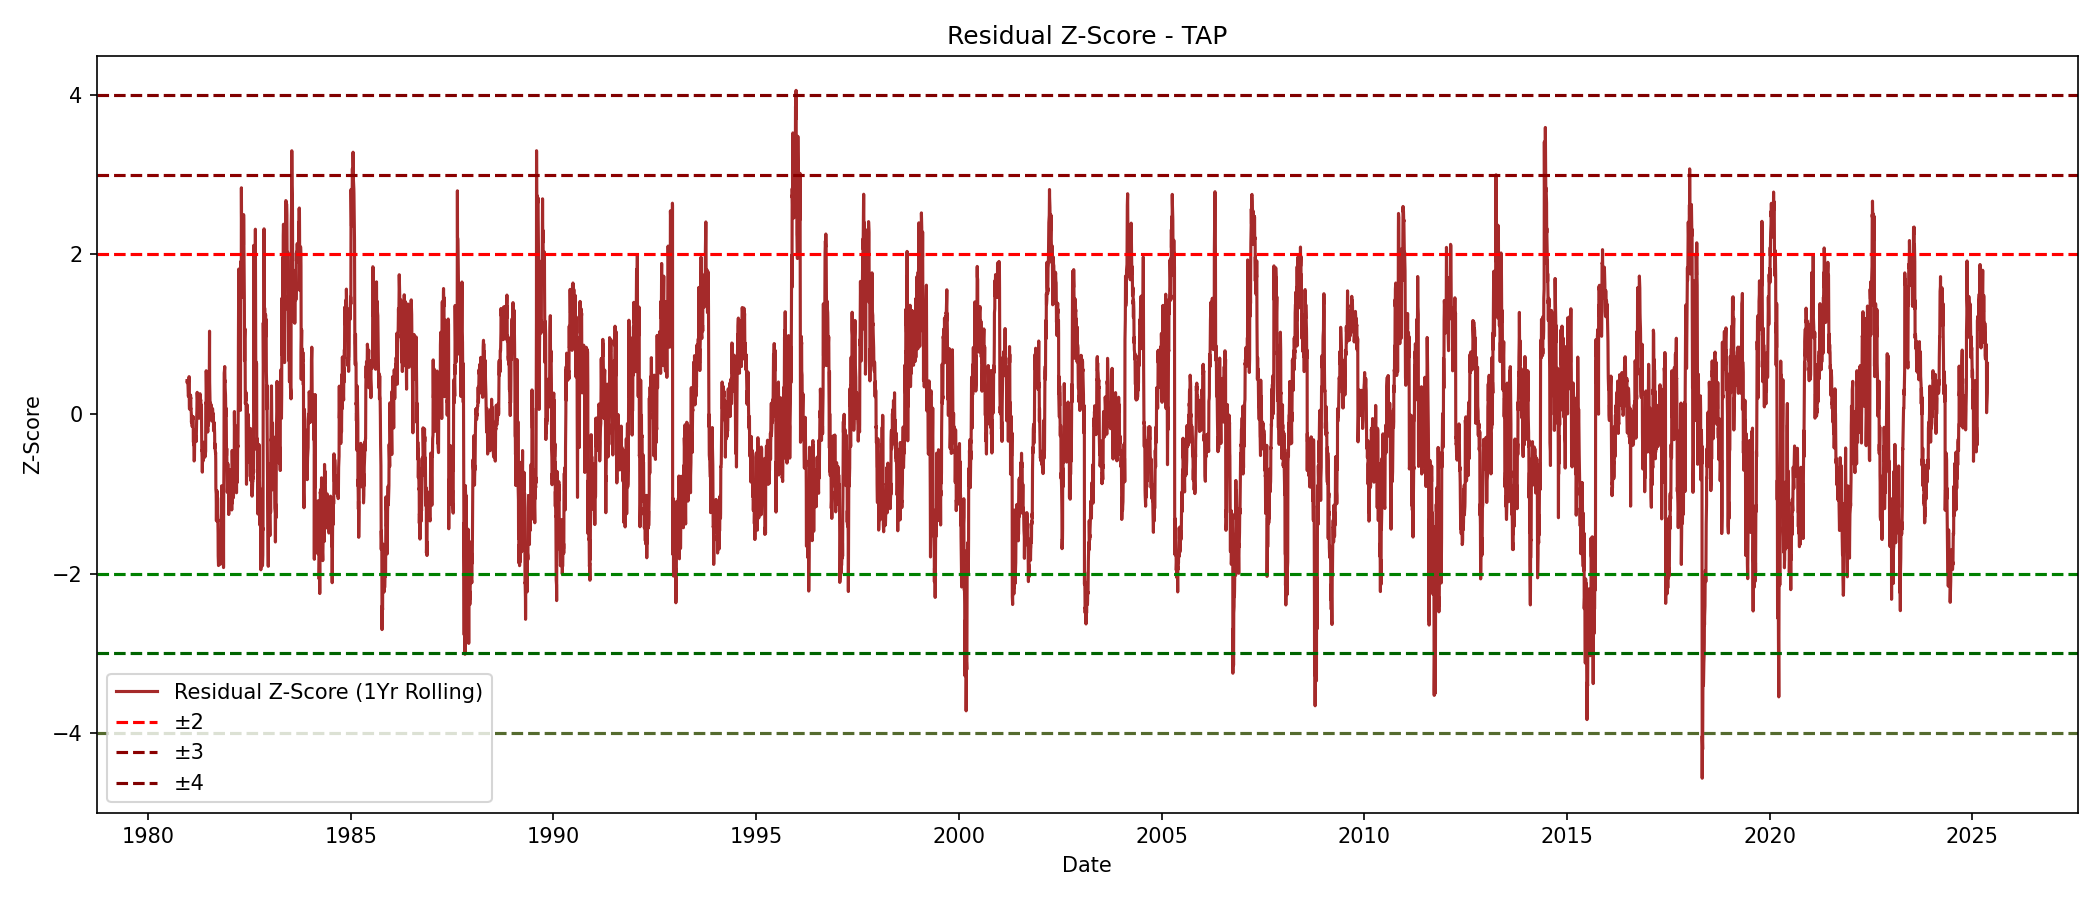 Residual Z-Score - TAP
Z-Score
4
2
0
−2
−4
Residual Z-Score (1Yr Rolling)
±2
±3
±4
1980 1985 1990 1995 2000 2005 2010 2015 2020 2025
Date